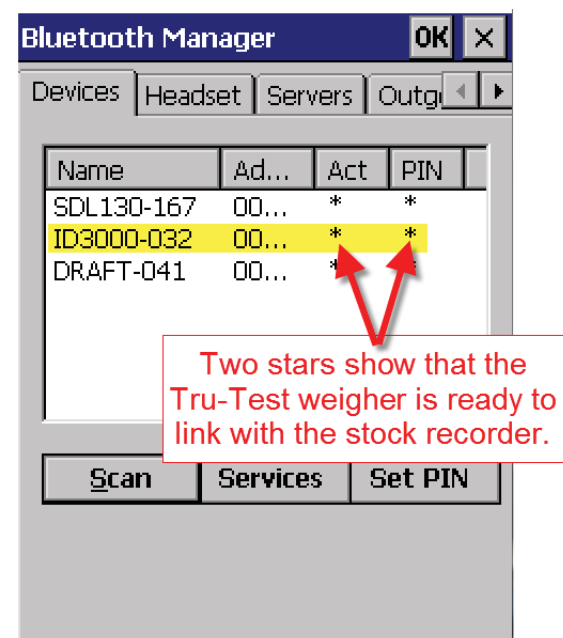 Bluetooth Manager OK ×
Devices Headset Servers Outg
Name Ad... Act PIN
SDL130-167 00... * *
ID3000-032 00... * *
DRAFT-041 00... * *
Two stars show that the
Tru-Test weigher is ready to
link with the stock recorder.
Scan Services Set PIN